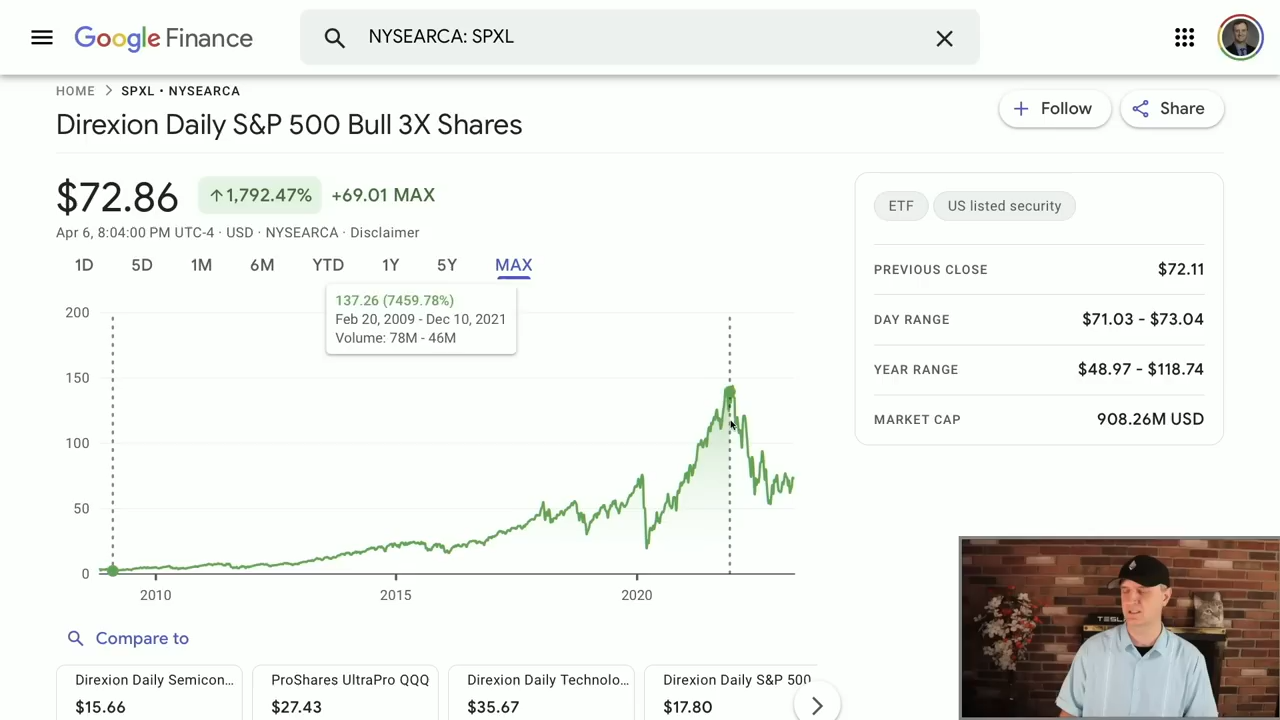 Google Finance
NYSEARCA: SPXL
HOME > SPXL • NYSEARCA
Direxion Daily S&P 500 Bull 3X Shares
Follow
Share
$72.86
↑1,792.47%
+69.01 MAX
Apr 6, 8:04:00 PM UTC-4 · USD · NYSEARCA · Disclaimer
1D 5D 1M 6M YTD 1Y 5Y MAX
137.26 (7459.78%)
Feb 20, 2009 - Dec 10, 2021
Volume: 78M - 46M
200
150
100
50
0
2010 2015 2020
ETF
US listed security
PREVIOUS CLOSE $72.11
DAY RANGE $71.03 - $73.04
YEAR RANGE $48.97 - $118.74
MARKET CAP 908.26M USD
Compare to
Direxion Daily Semicon...
$15.66
ProShares UltraPro QQQ
$27.43
Direxion Daily Technolo...
$35.67
Direxion Daily S&P 500
$17.80
TESLA